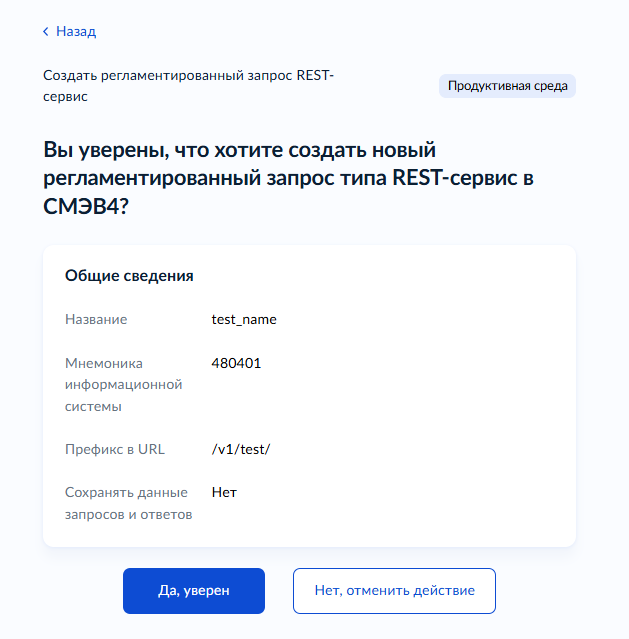 Назад
Создать регламентированный запрос REST-
сервис
Продуктивная среда
Вы уверены, что хотите создать новый
регламентированный запрос типа REST-сервис в
СМЭВ4?
Общие сведения
Название test_name
Мнемоника 480401
информационной
системы
Префикс в URL /v1/test/
Сохранять данные Нет
запросов и ответов
Да, уверен Нет, отменить действие